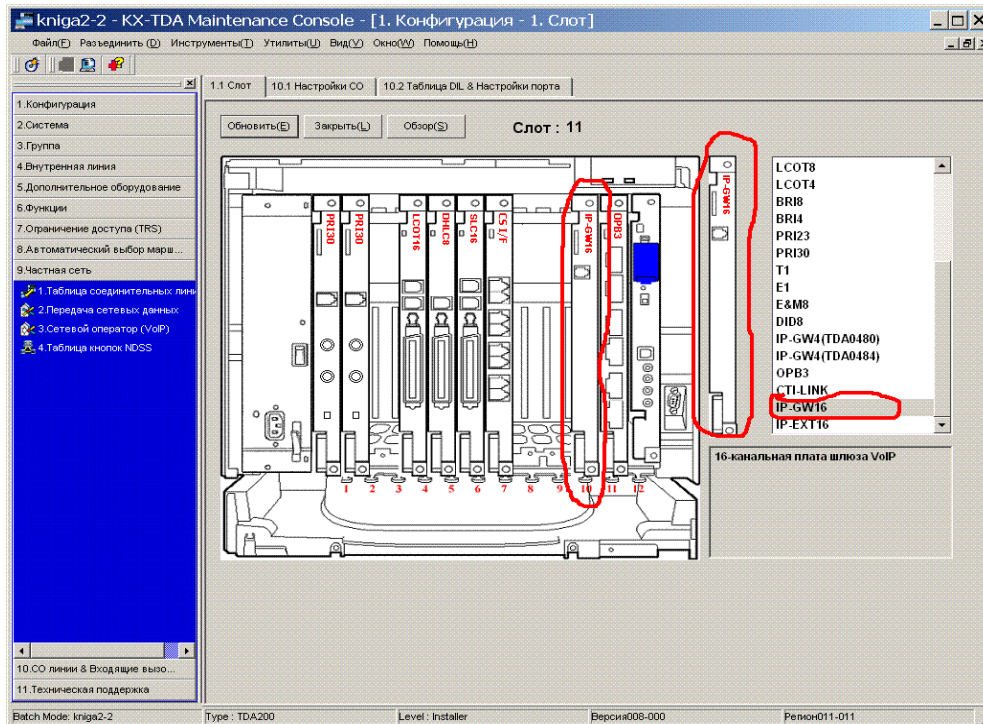 kniga2-2 - KX-TDA Maintenance Console - [1. Конфигурация - 1. Слот]
Файл(F) Разъединить (D) Инструменты(T) Утилиты(U) Вид(V) Окно(W) Помощь(H)
1.1 Слот 10.1 Настройки CO 10.2 Таблица DIL & Настройки порта
1.Конфигурация
2.Система
3.Группа
4.Внутренняя линия
5.Дополнительное оборудование
6.Функции
7.Ограничение доступа (TRS)
8.Автоматический выбор марш...
9.Частная сеть
1.Таблица соединительных лини
2.Передача сетевых данных
3.Сетевой оператор (VoIP)
4.Таблица кнопок NDSS
10.CO линии & Входящие вызо...
11.Техническая поддержка
Обновить(E) Закрыть(L) Обзор(S) Слот : 11
PRI30
PRI30
LCOT16
DHLC8
SLC16
CSI/F
IP-GW16
OPB3
1 2 3 4 5 6 7 8 9 10 11 12
IP-GW16
LCOT8
LCOT4
BRI8
BRI4
PRI23
PRI30
T1
E1
E&M8
DID8
IP-GW4(TDA0480)
IP-GW4(TDA0484)
OPB3
CTI-LINK
IP-GW16
IP-EXT16
16-канальная плата шлюза VoIP
Batch Mode: kniga2-2 Type : TDA200 Level : Installer Версия008-000 Регион011-011